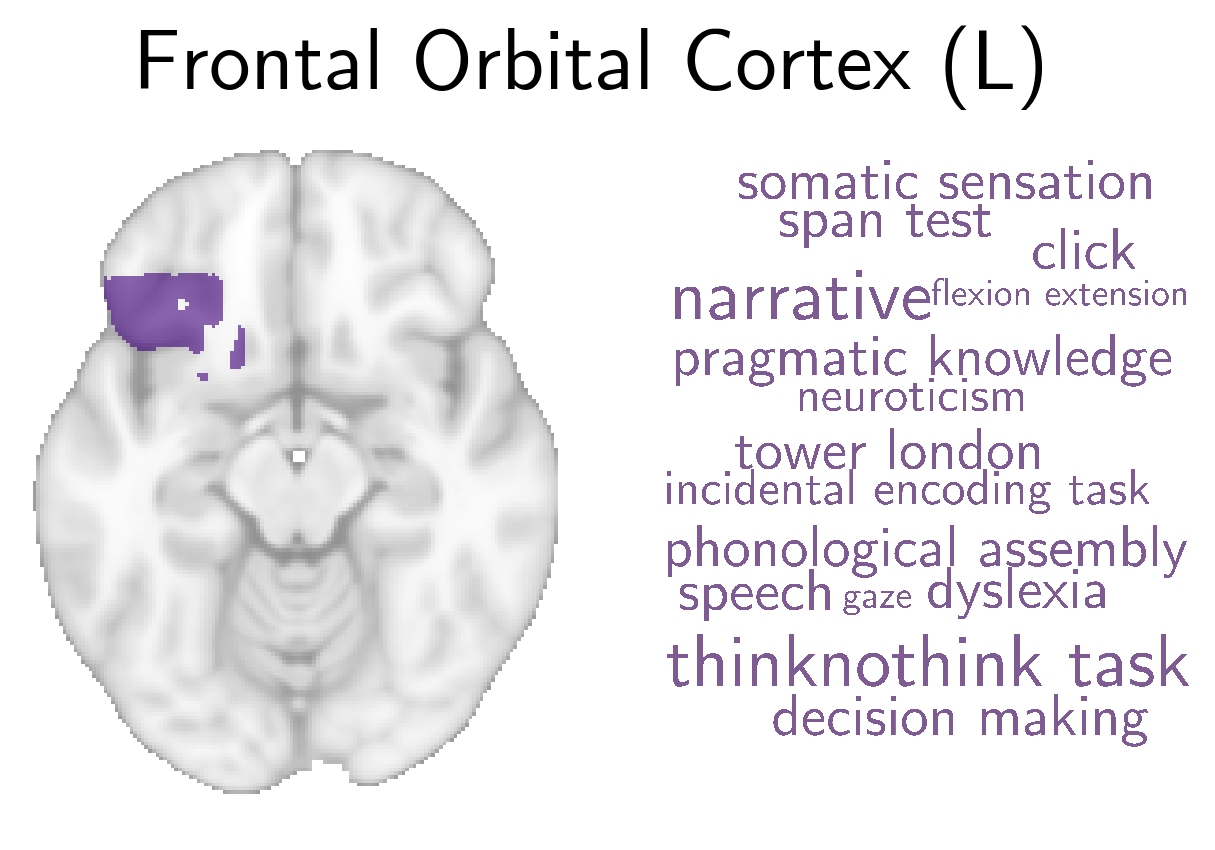 Frontal Orbital Cortex (L)
somatic sensation
span test
click
narrative
flexion extension
pragmatic knowledge
neuroticism
tower london
incidental encoding task
phonological assembly
speech gaze dyslexia
thinknothink task
decision making